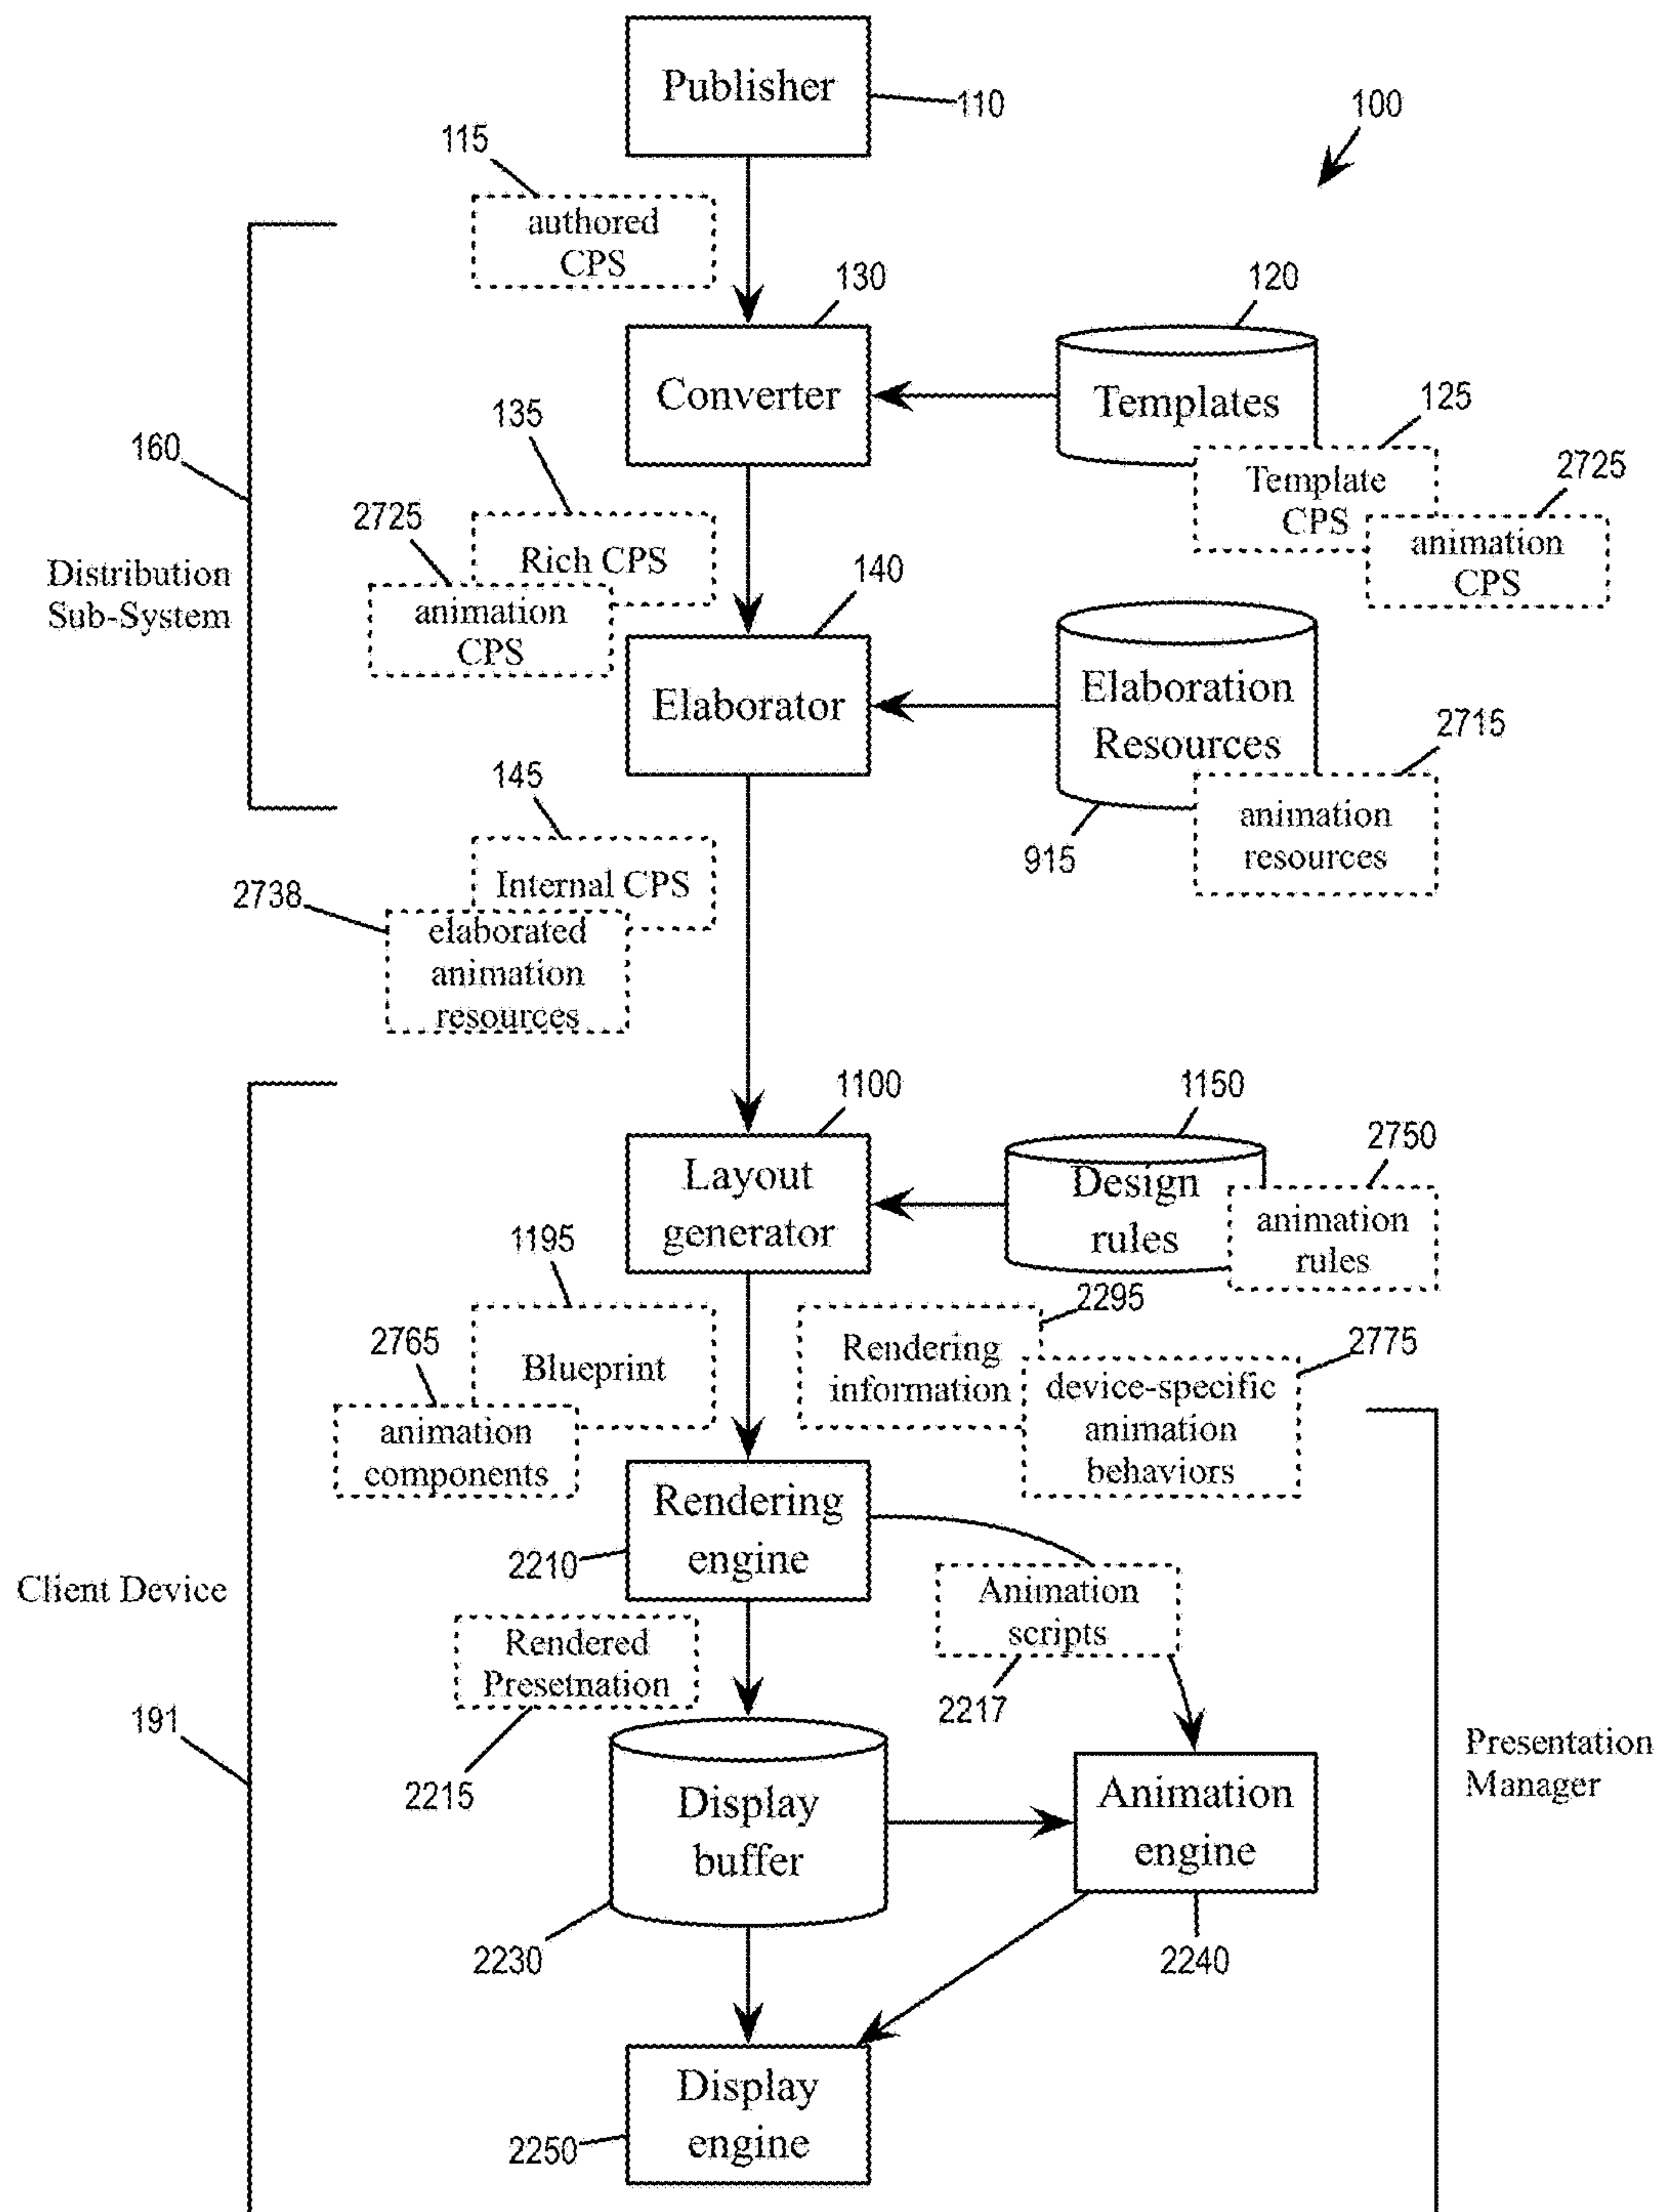 Publisher
110
100
115
authored
CPS
130
120
Converter
Templates
125
135
160
2725
Template
CPS
2725
Rich CPS
animation
CPS
140
Distribution
Sub-System
animation
CPS
Elaborator
Elaboration
Resources
2715
145
animation
resources
915
Internal CPS
2738
elaborated
animation
resources
1100
1150
2750
Layout
generator
Design
rules
animation
rules
1195
2295
2765
Blueprint
Rendering
information
2775
device-specific
animation
behaviors
animation
components
Rendering
engine
2210
Client Device
Animation
scripts
Rendered
Presetnation
2217
191
2215
Presentation
Manager
Display
buffer
Animation
engine
2230
2240
Display
engine
2250